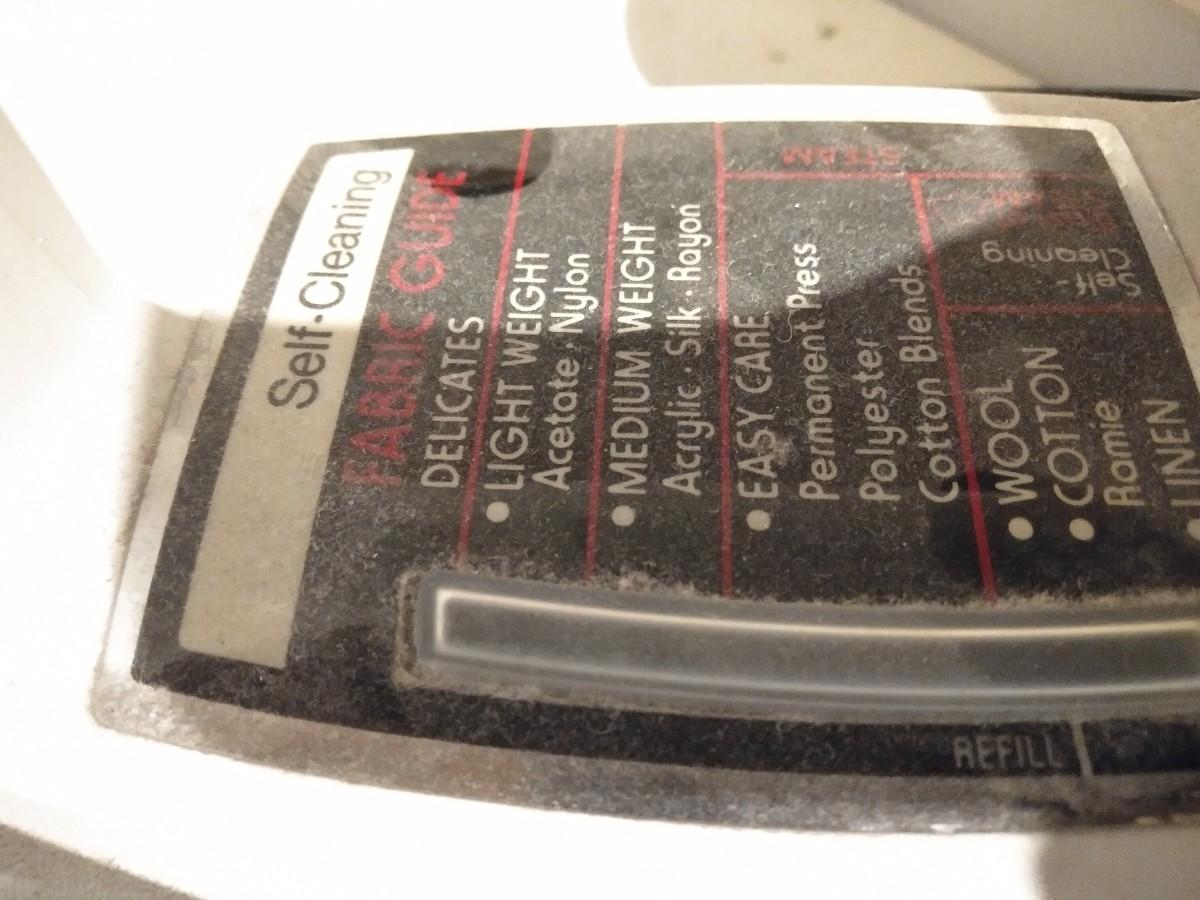 Self·Cleaning
FABRIC GUIDE
DELICATES
• LIGHT WEIGHT
Acetate · Nylon
• MEDIUM WEIGHT
Acrylic · Silk · Rayon
• EASY CARE
Permanent Press
Polyester
Cotton Blends
• WOOL
• COTTON
Ramie
• LINEN
STEAM
Self-
Cleaning
REFILL